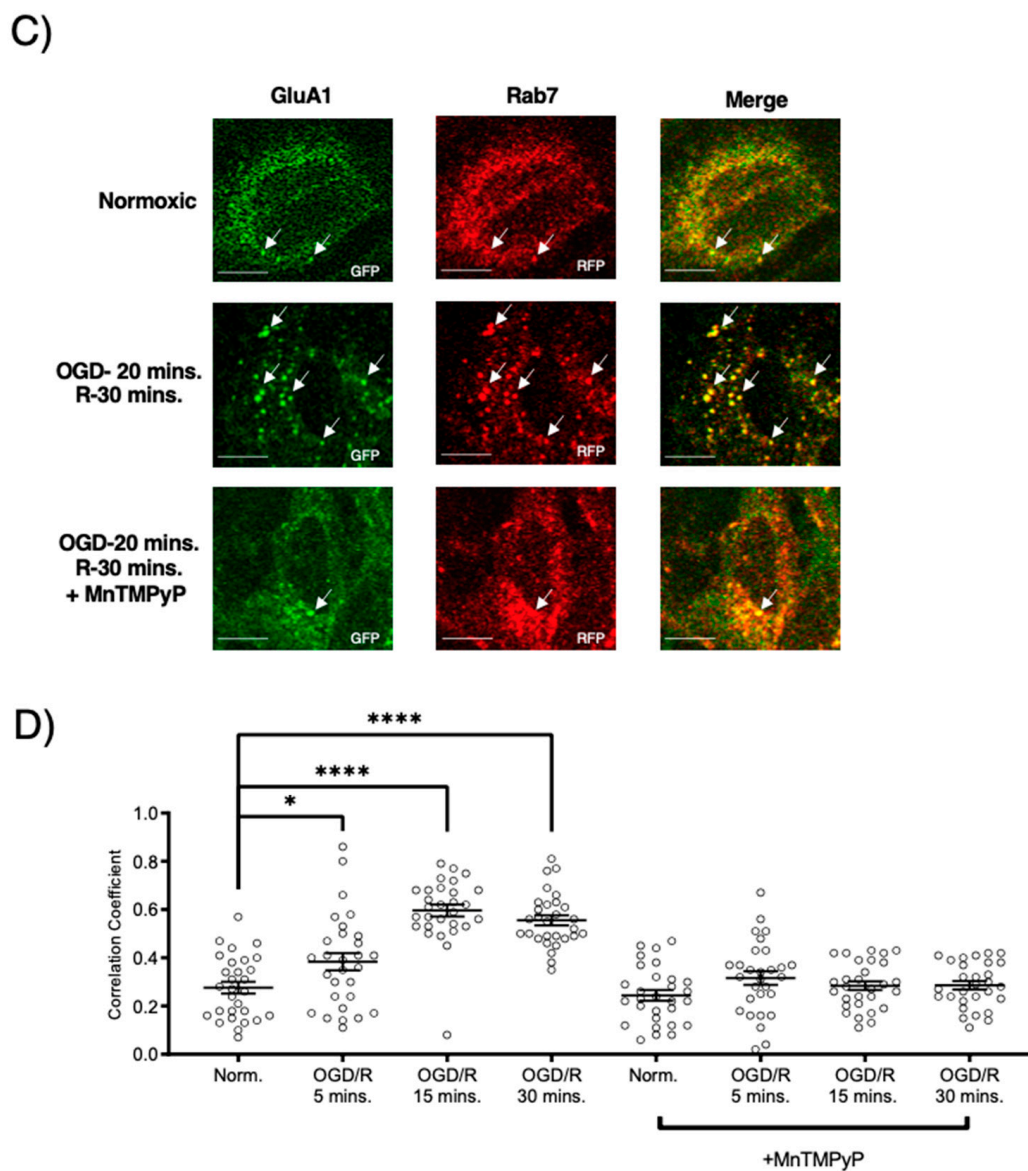 C)
GluA1 Rab7 Merge
Normoxic
GFP RFP
OGD- 20 mins.
R-30 mins.
GFP RFP
OGD-20 mins.
R-30 mins.
+ MnTMPyP
GFP RFP
D)
****
****
*
Correlation Coefficient
1.0
0.8
0.6
0.4
0.2
0.0
Norm. OGD/R OGD/R OGD/R Norm. OGD/R OGD/R OGD/R
5 mins. 15 mins. 30 mins. 5 mins. 15 mins. 30 mins.
+MnTMPyP